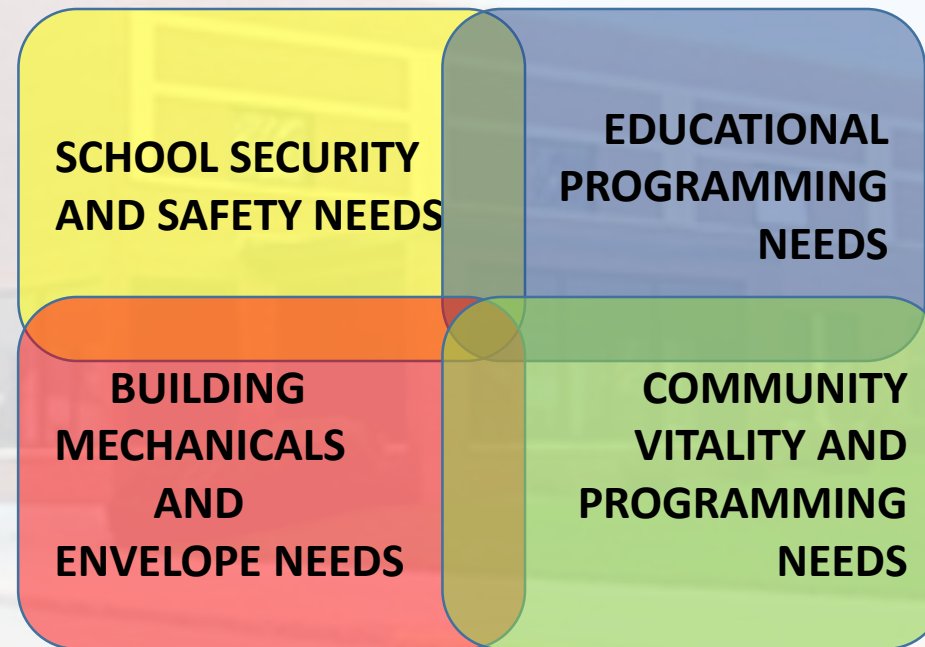 SCHOOL SECURITY
AND SAFETY NEEDS
EDUCATIONAL
PROGRAMMING
NEEDS
BUILDING
MECHANICALS
AND
ENVELOPE NEEDS
COMMUNITY
VITALITY AND
PROGRAMMING
NEEDS